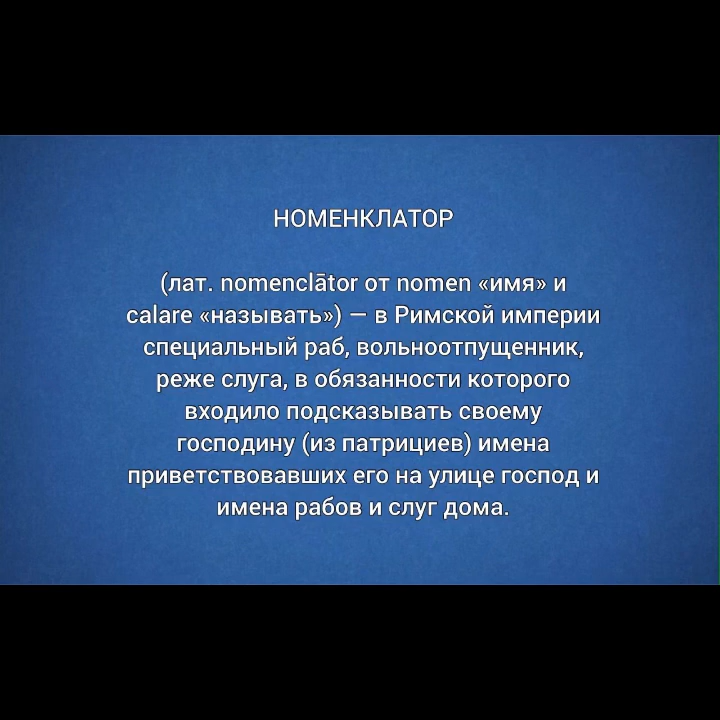 НОМЕНКЛАТОР
(лат. nomenclātor от nomen «имя» и
calare «называть») — в Римской империи
специальный раб, вольноотпущенник,
реже слуга, в обязанности которого
входило подсказывать своему
господину (из патрициев) имена
приветствовавших его на улице господ и
имена рабов и слуг дома.